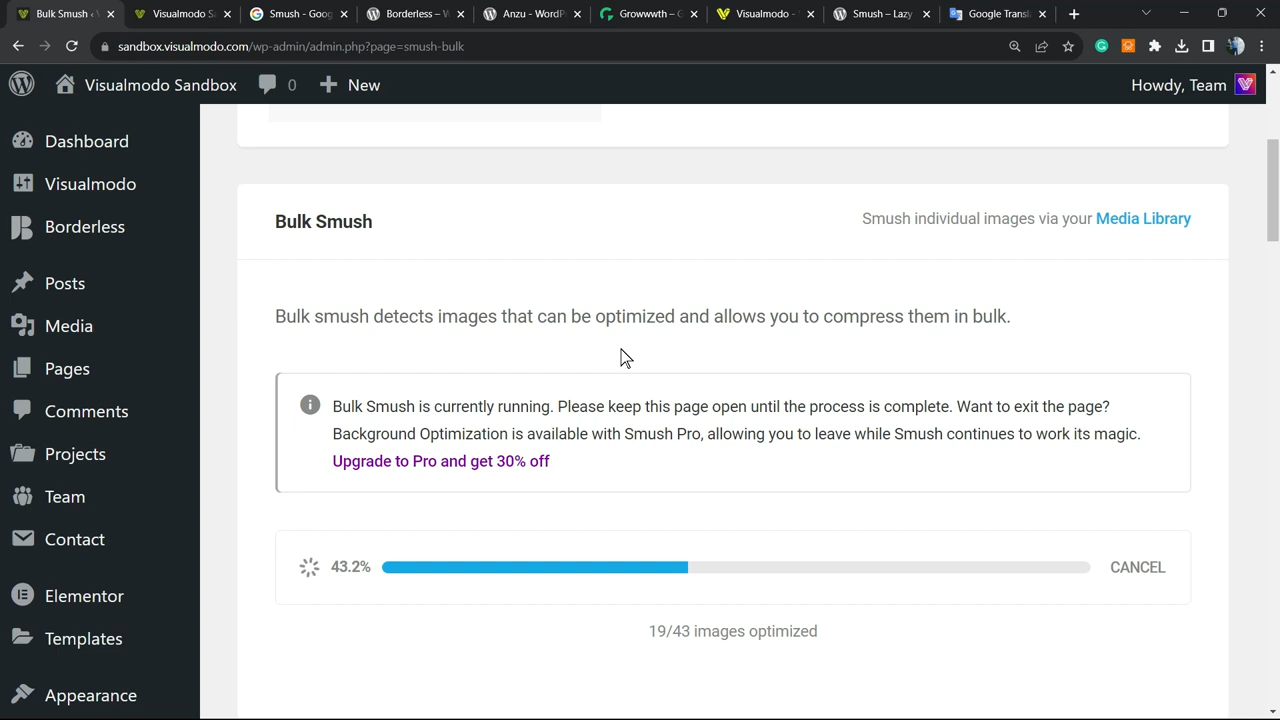 Bulk Smush ‹ W
Visualmodo S
Smush - Goog
Borderless – W
Anzu - WordPr
Growwwth – G
Visualmodo -
Smush – Lazy
Google Transl
sandbox.visualmodo.com/wp-admin/admin.php?page=smush-bulk
Visualmodo Sandbox
0
New
Howdy, Team
Dashboard
Visualmodo
Borderless
Posts
Media
Pages
Comments
Projects
Team
Contact
Elementor
Templates
Appearance
Bulk Smush
Smush individual images via your Media Library
Bulk smush detects images that can be optimized and allows you to compress them in bulk.
Bulk Smush is currently running. Please keep this page open until the process is complete. Want to exit the page?
Background Optimization is available with Smush Pro, allowing you to leave while Smush continues to work its magic.
Upgrade to Pro and get 30% off
43.2%
CANCEL
19/43 images optimized